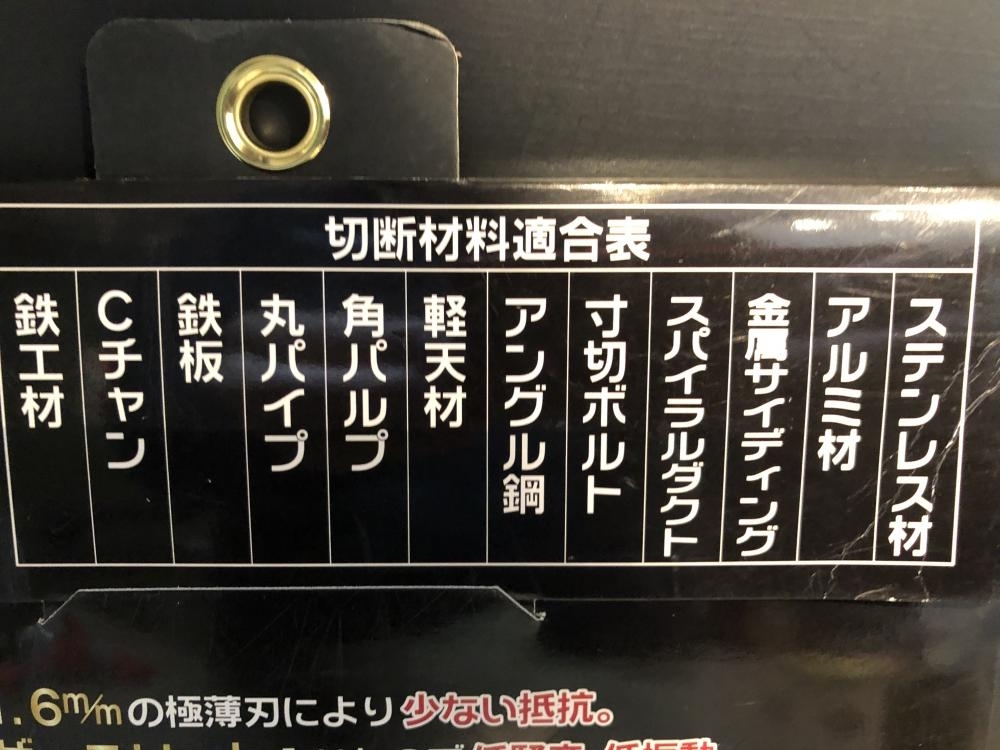 切断材料適合表
ステンレス材
アルミ材
金属サイディング
スパイラルダクト
寸切ボルト
アングル鋼
軽天材
角パルプ
丸パイプ
鉄板
Cチャン
鉄工材
.6m/mの極薄刃により少ない抵抗。